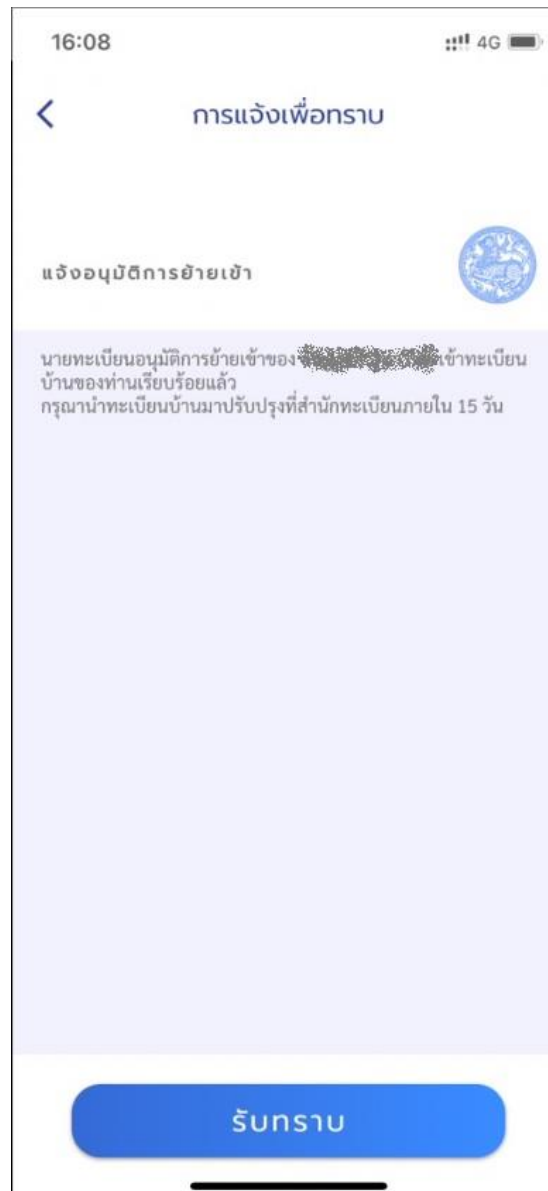 16:08
4G
การแจ้งเพื่อทราบ
แจ้งอนุมัติการย้ายเข้า
นายทะเบียนอนุมัติการย้ายเข้าของ เข้าทะเบียน
บ้านของท่านเรียบร้อยแล้ว
กรุณานำทะเบียนบ้านมาปรับปรุงที่สำนักทะเบียนภายใน 15 วัน
รับทราบ